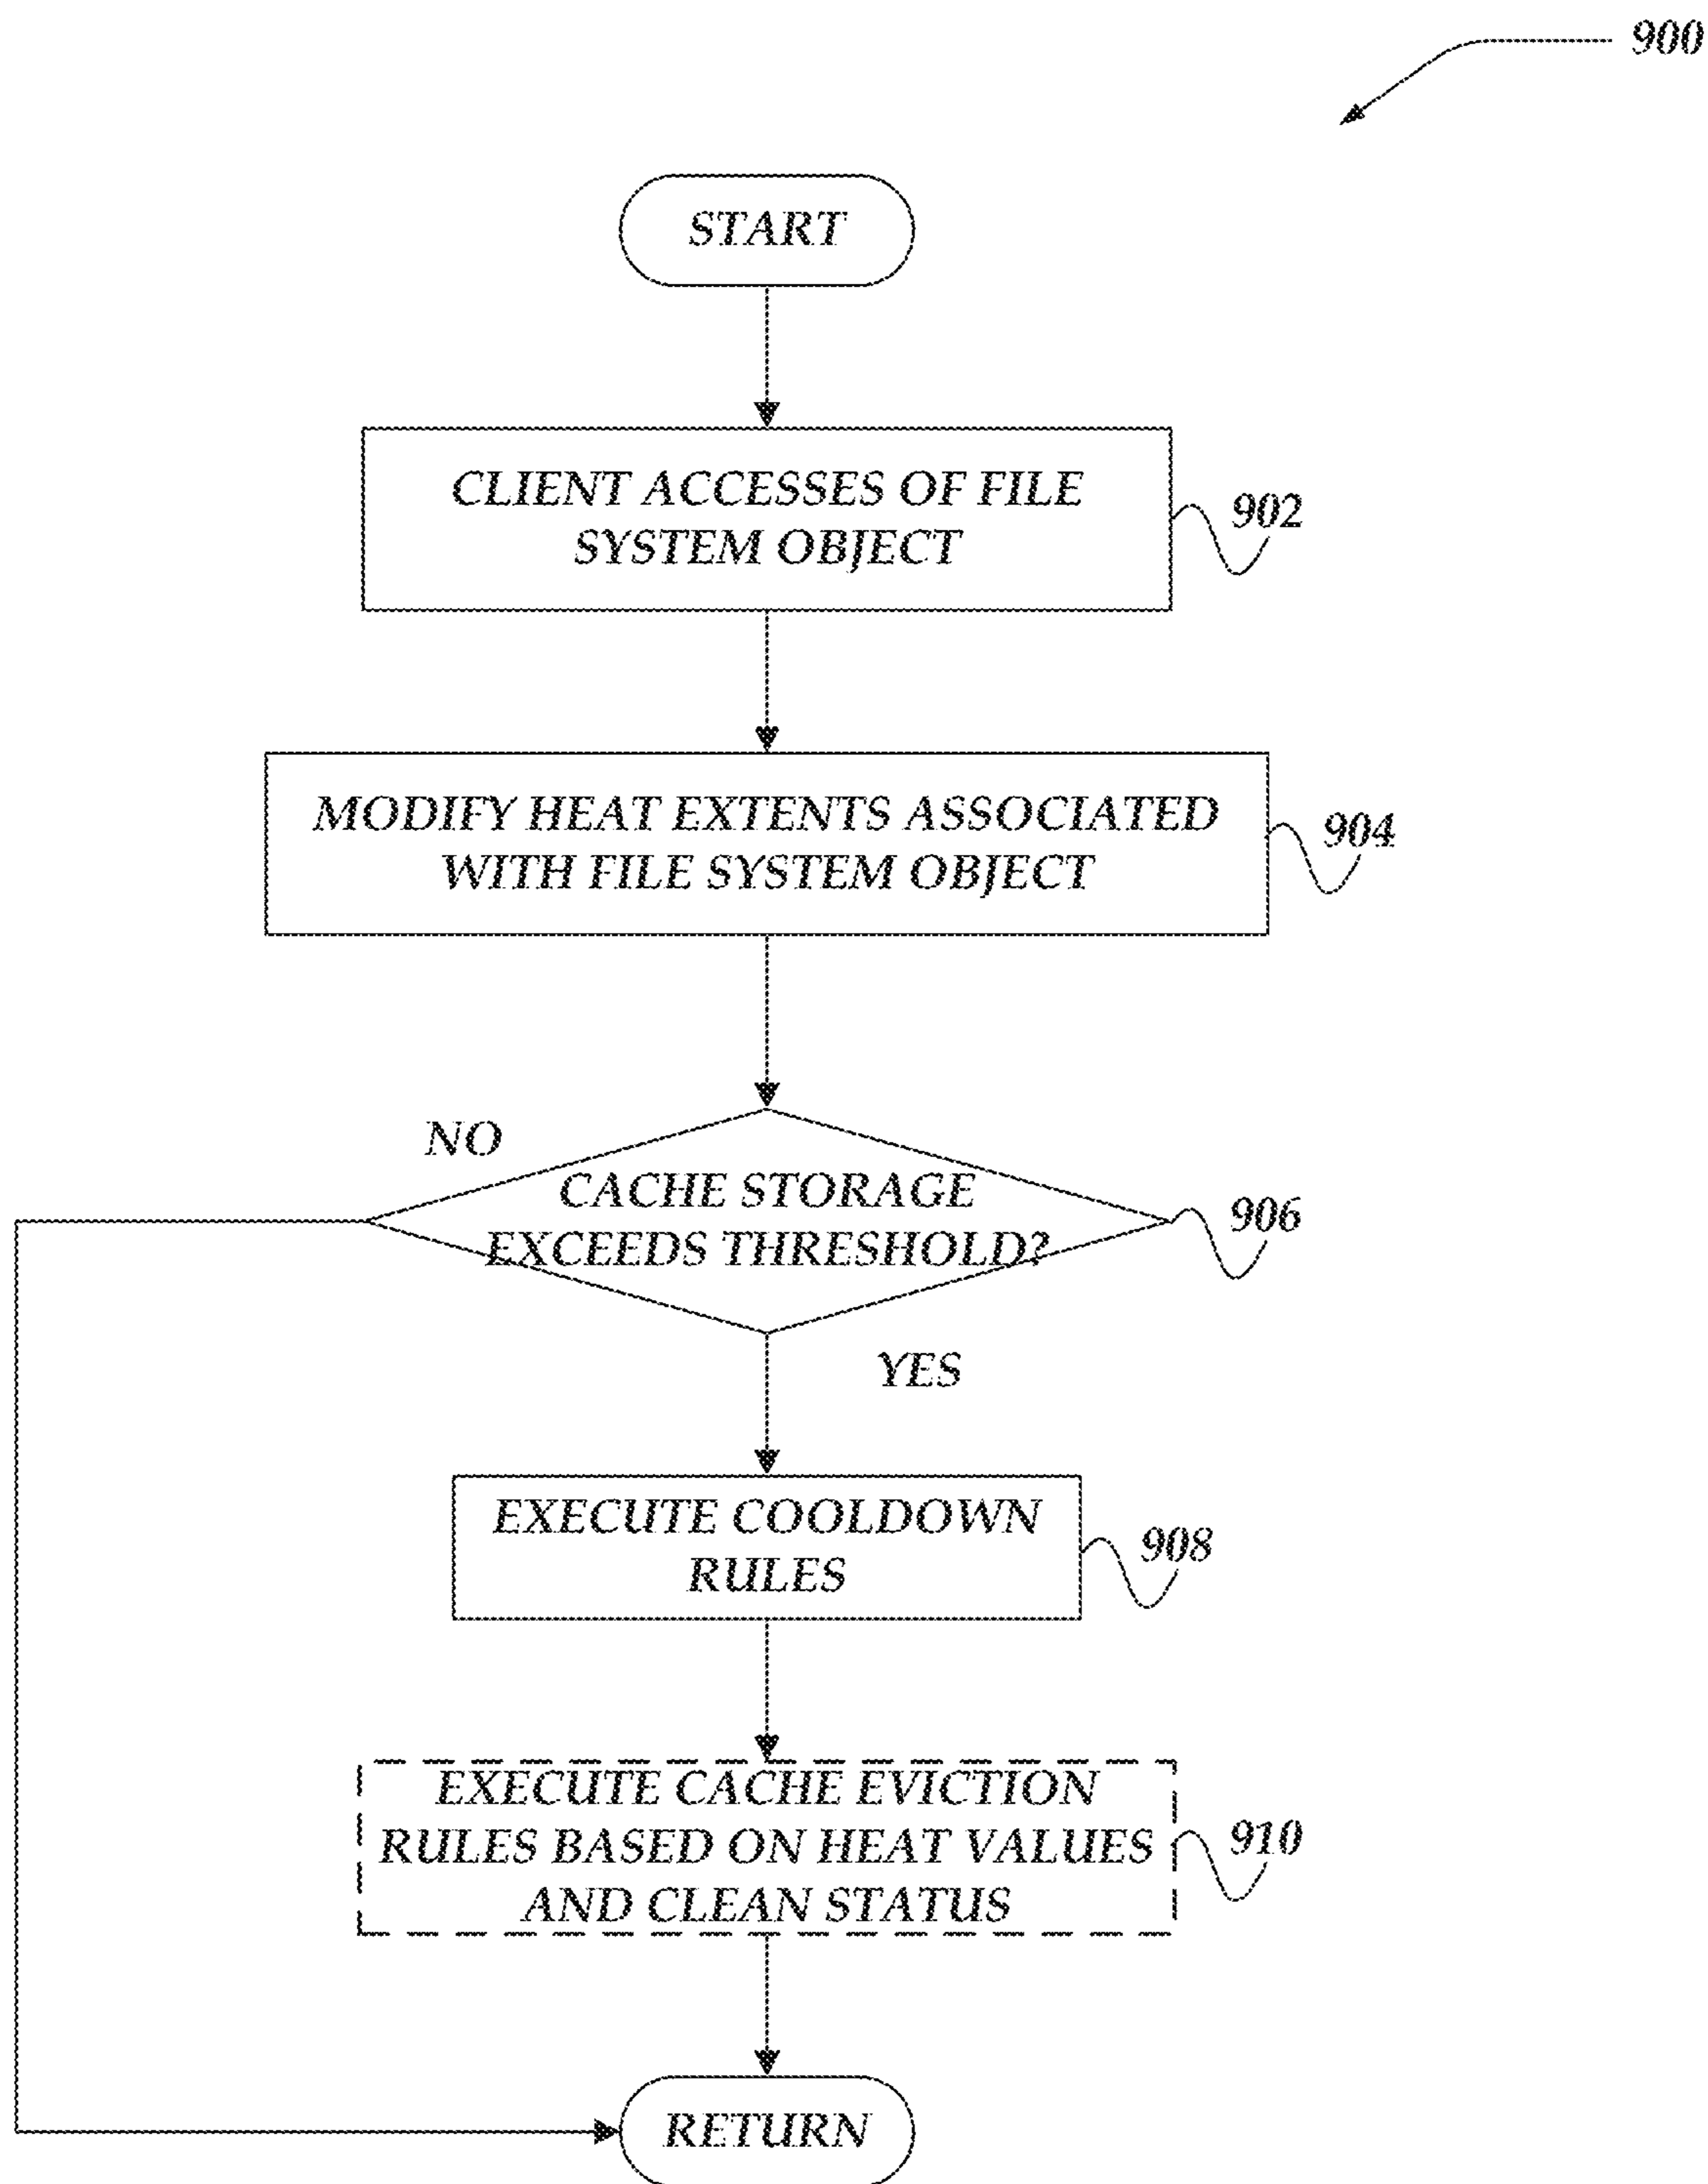 900
START
CLIENT ACCESSES OF FILE
SYSTEM OBJECT
902
MODIFY HEAT EXTENTS ASSOCIATED
WITH FILE SYSTEM OBJECT
904
NO
CACHE STORAGE
EXCEEDS THRESHOLD?
906
YES
EXECUTE COOLDOWN
RULES
908
EXECUTE CACHE EVICTION
RULES BASED ON HEAT VALUES
AND CLEAN STATUS
910
RETURN